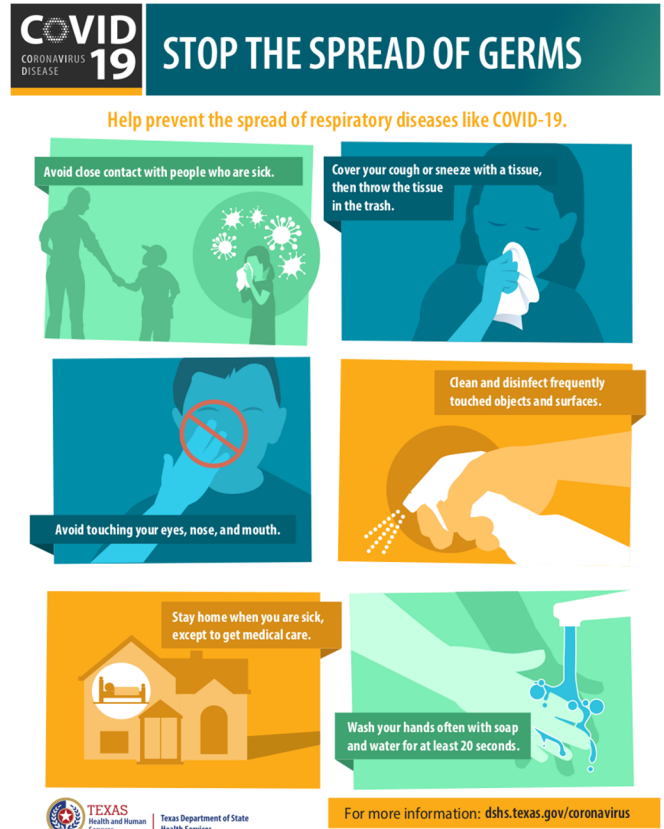 COVID
CORONAVIRUS
DISEASE
19
STOP THE SPREAD OF GERMS
Help prevent the spread of respiratory diseases like COVID-19.
Avoid close contact with people who are sick.
Cover your cough or sneeze with a tissue,
then throw the tissue
in the trash.
Avoid touching your eyes, nose, and mouth.
Clean and disinfect frequently
touched objects and surfaces.
Stay home when you are sick,
except to get medical care.
Wash your hands often with soap
and water for at least 20 seconds.
TEXAS
Health and Human
Services
Texas Department of State
Health Services
For more information: dshs.texas.gov/coronavirus